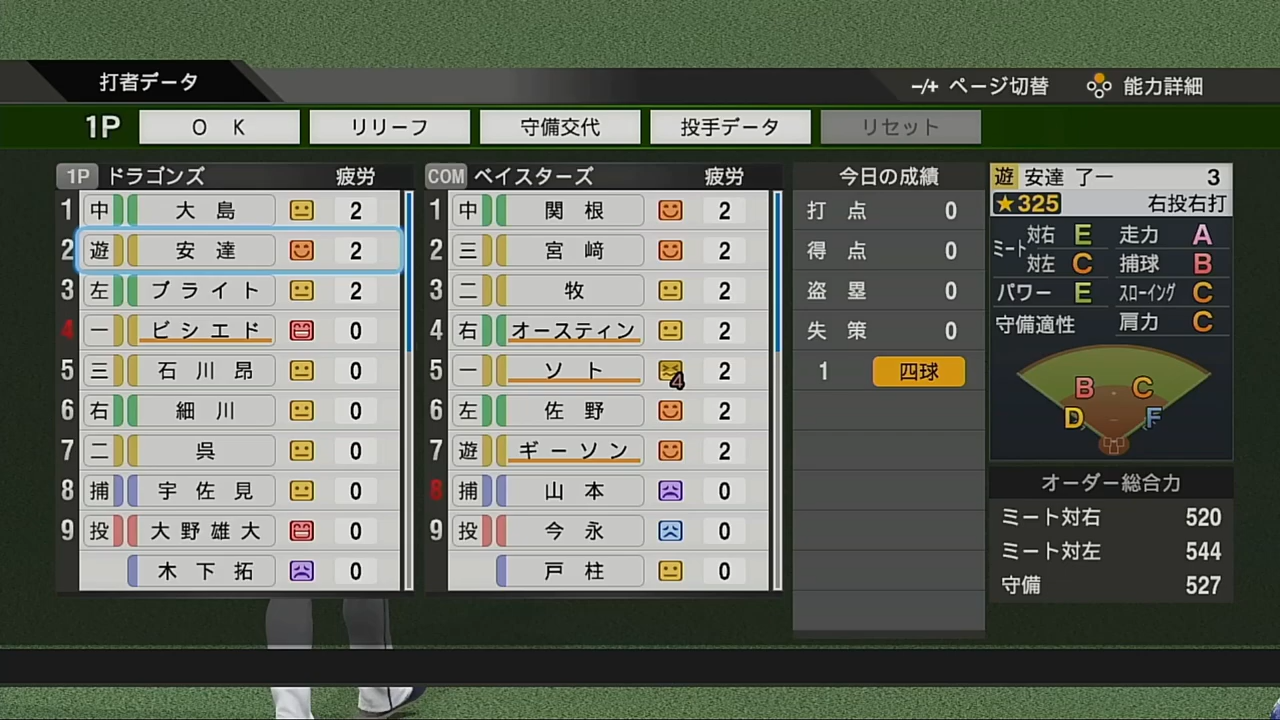 打者データ
-/+ ページ切替 能力詳細
1P OK リリーフ 守備交代 投手データ リセット
1P ドラゴンズ 疲労
1 中 大島 2
2 遊 安達 2
3 左 ブライト 2
4 一 ビシエド 0
5 三 石川昂 0
6 右 細川 0
7 二 呉 0
8 捕 宇佐見 0
9 投 大野雄大 0
木下拓 0
COM ベイスターズ 疲労
1 中 関根 2
2 三 宮﨑 2
3 二 牧 2
4 右 オースティン 2
5 一 ソト 4 2
6 左 佐野 2
7 遊 ギーソン 2
8 捕 山本 0
9 投 今永 0
戸柱 0
今日の成績
打点 0
得点 0
盗塁 0
失策 0
1 四球
遊 安達 了一 3
★325 右投右打
ミート 対右 E 走力 A
対左 C 捕球 B
パワー E スローイング C
守備適性 肩力 C
B C
D F
オーダー総合力
ミート対右 520
ミート対左 544
守備 527